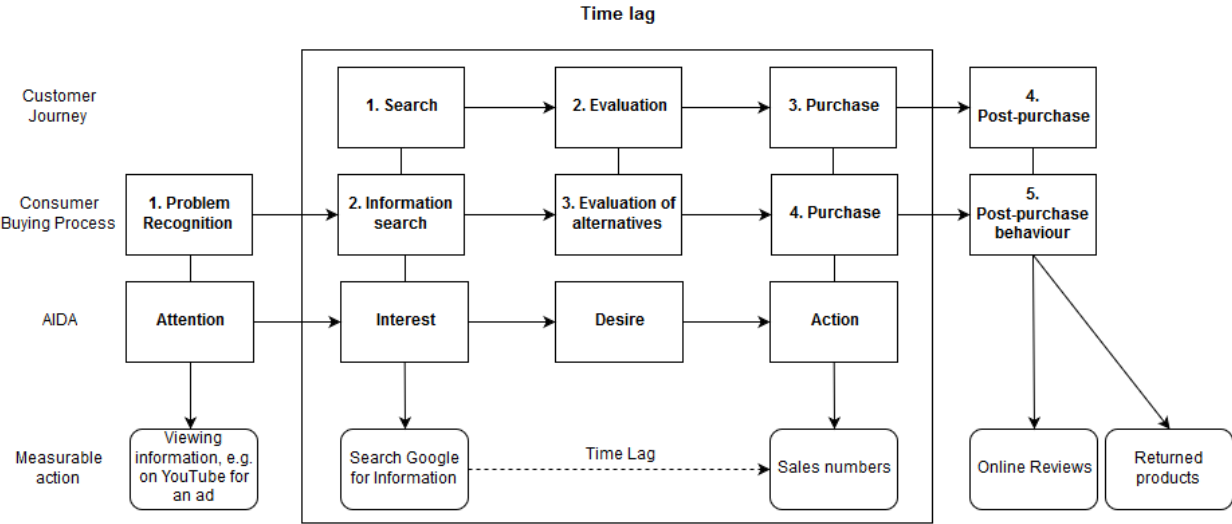 Time lag
Customer
Journey
1. Search
2. Evaluation
3. Purchase
4.
Post-purchase
Consumer
Buying Process
1. Problem
Recognition
2. Information
search
3. Evaluation of
alternatives
4. Purchase
5.
Post-purchase
behaviour
AIDA
Attention
Interest
Desire
Action
Measurable
action
Viewing
information, e.g.
on YouTube for
an ad
Search Google
for Information
Time Lag
Sales numbers
Online Reviews
Returned
products